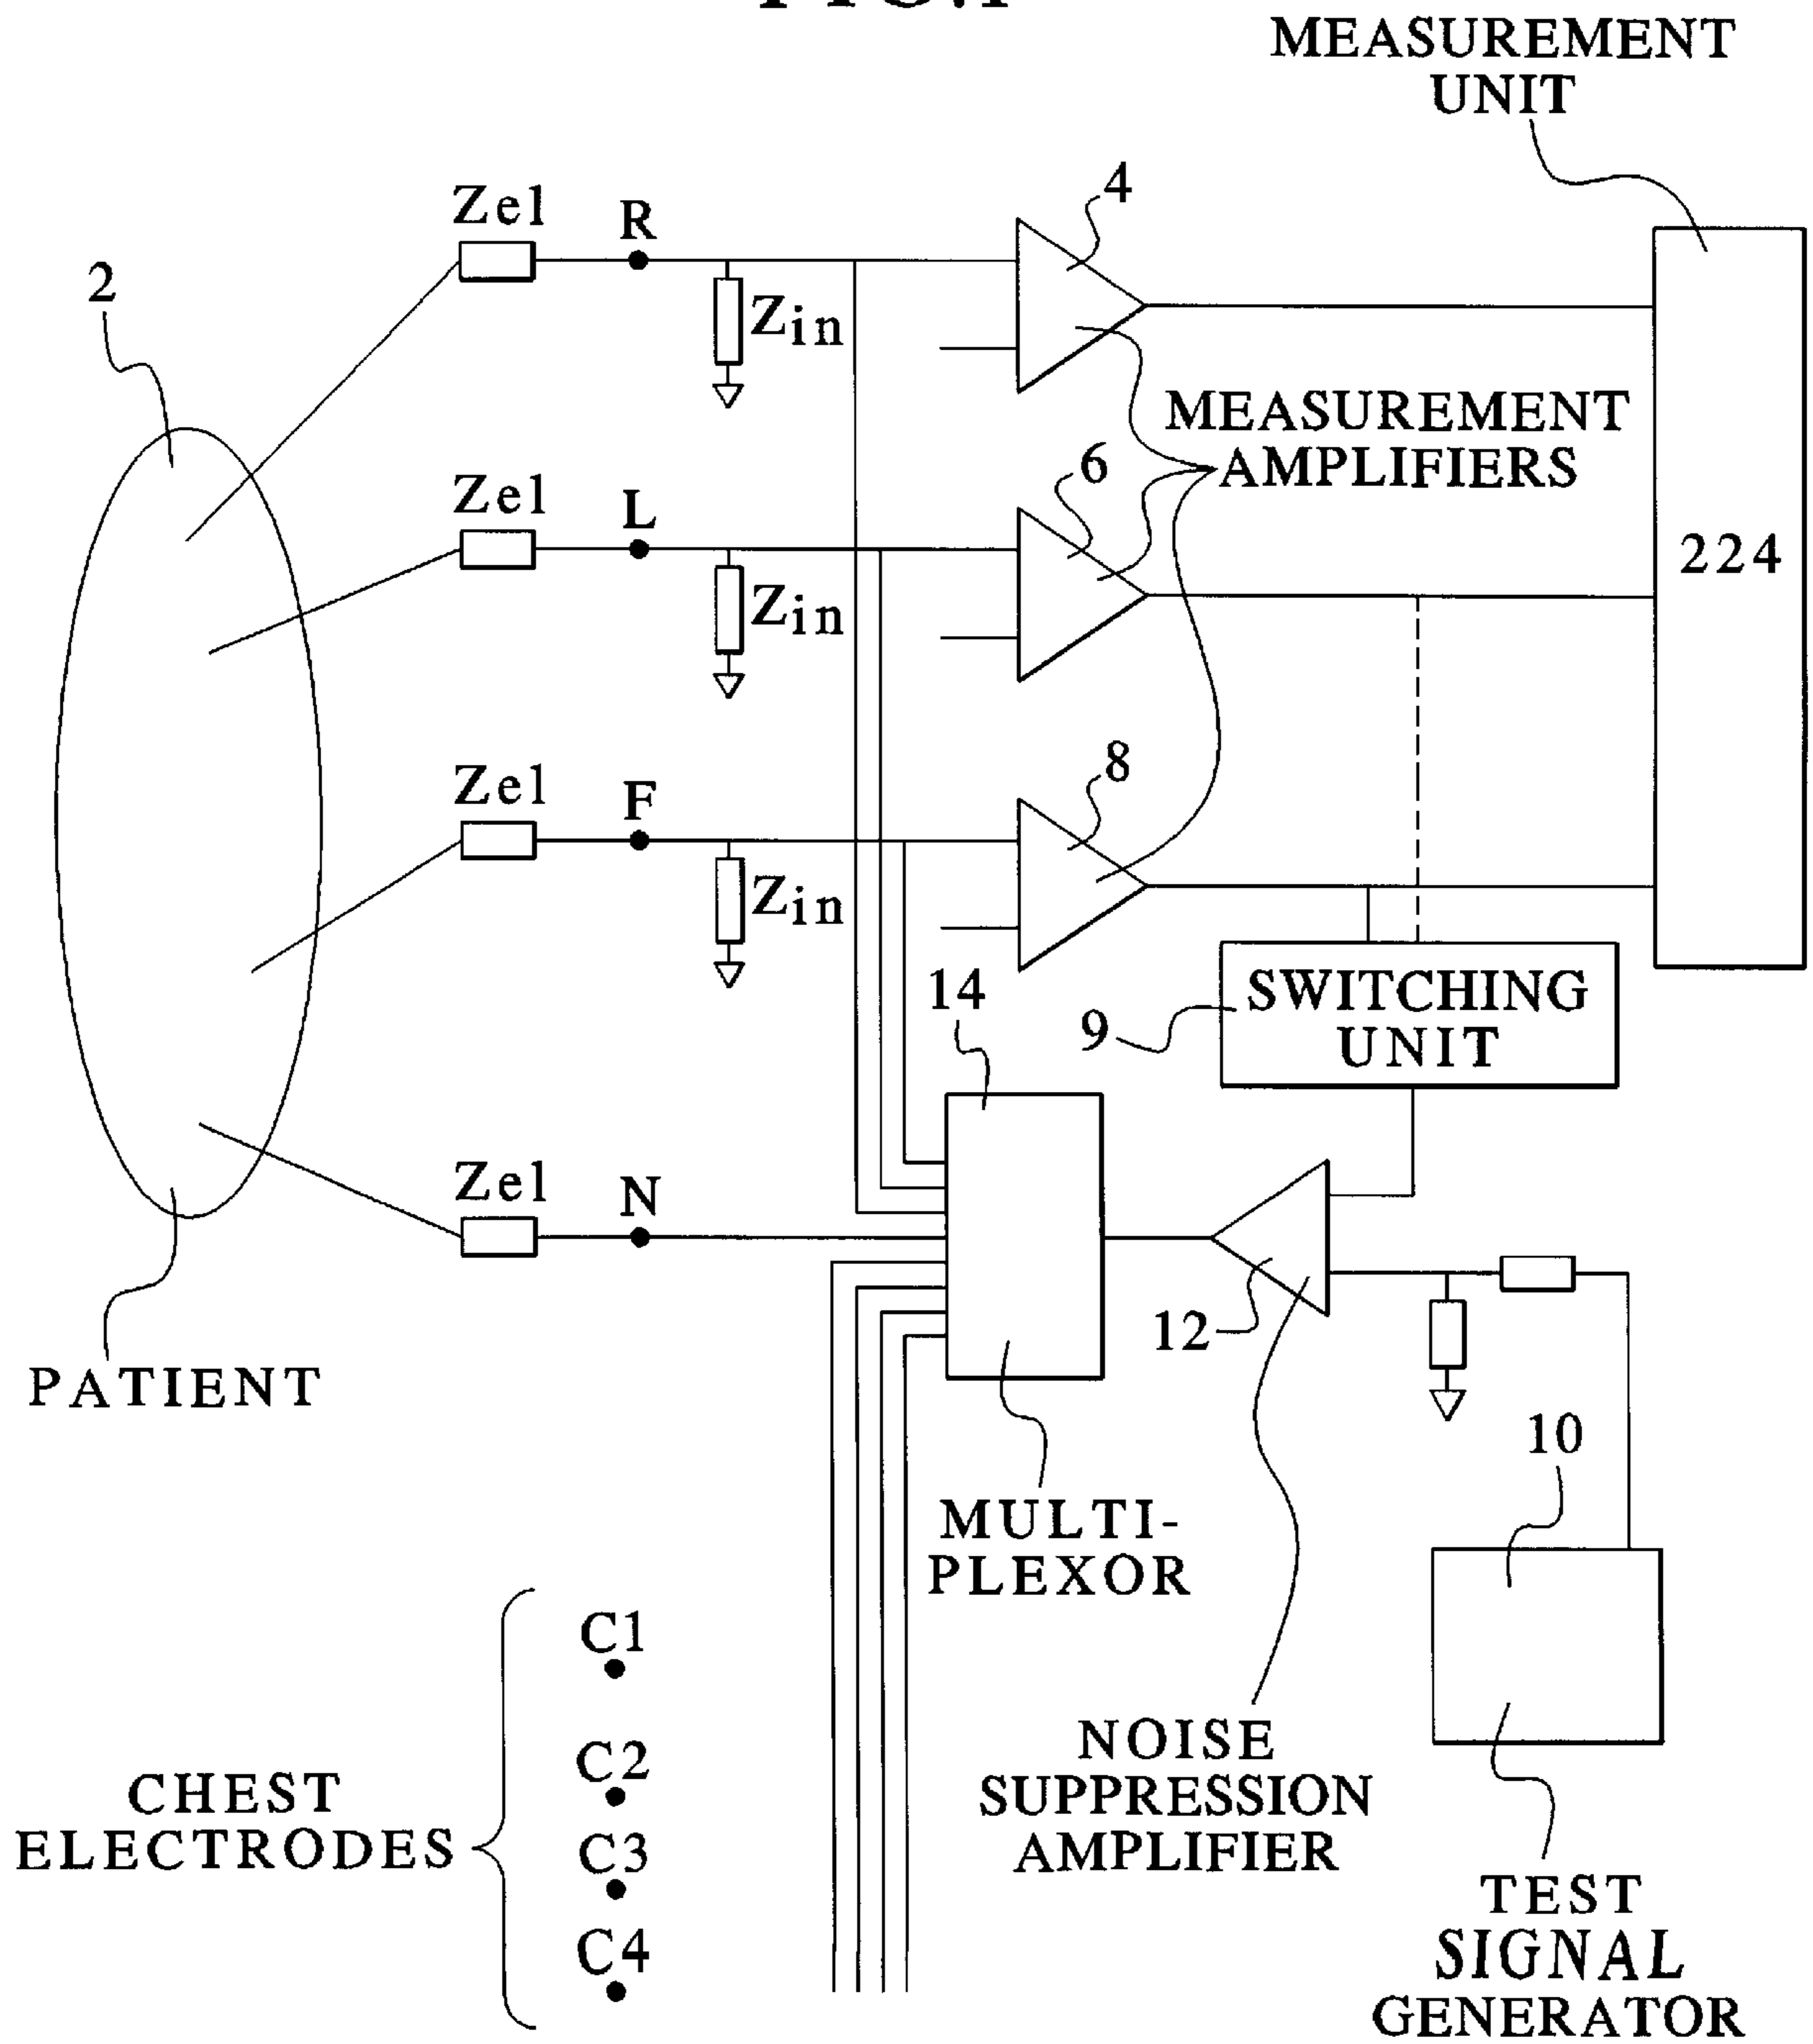 MEASUREMENT
UNIT
Zel
R
4
2
Zin
MEASUREMENT
AMPLIFIERS
Zel
L
6
Zin
224
Zel
F
8
Zin
14
9
SWITCHING
UNIT
Zel
N
12
PATIENT
10
MULTI-
PLEXOR
C1
NOISE
SUPPRESSION
AMPLIFIER
CHEST
ELECTRODES
C2
C3
C4
TEST
SIGNAL
GENERATOR